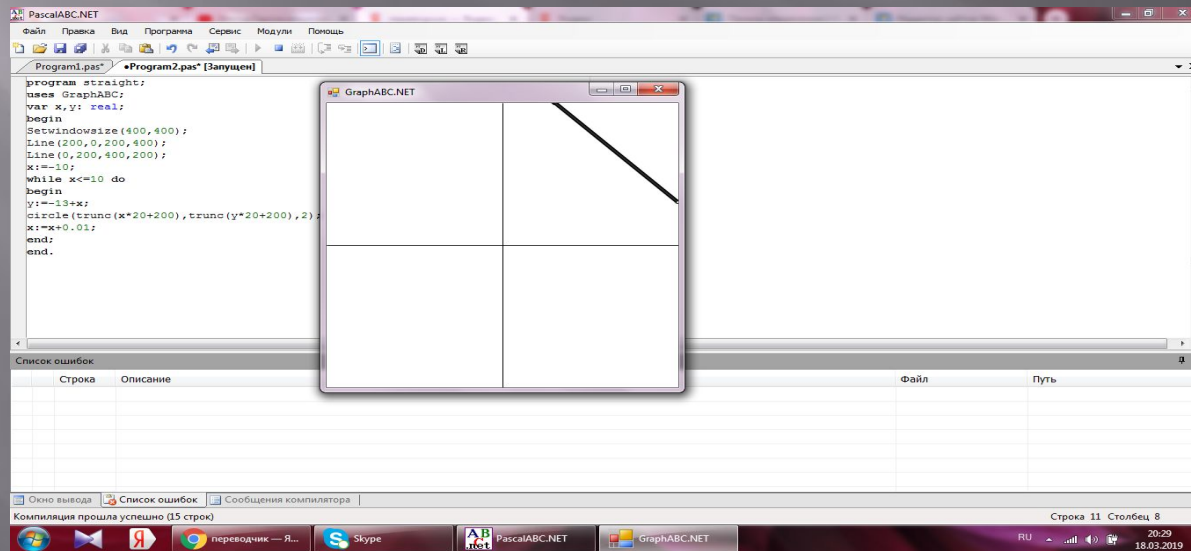 PascalABC.NET
Файл Правка Вид Программа Сервис Модули Помощь
Program1.pas* •Program2.pas* [Запущен]
program straight;
uses GraphABC;
var x,y: real;
begin
Setwindowsize(400,400);
Line(200,0,200,400);
Line(0,200,400,200);
x:=-10;
while x<=10 do
begin
y:=-13+x;
circle(trunc(x*20+200),trunc(y*20+200),2);
x:=x+0.01;
end;
end.
GraphABC.NET
Список ошибок
Строка Описание Файл Путь
Окно вывода Список ошибок Сообщения компилятора
Компиляция прошла успешно (15 строк) Строка 11 Столбец 8
переводчик — Я... Skype PascalABC.NET GraphABC.NET RU 20:29
18.03.2019